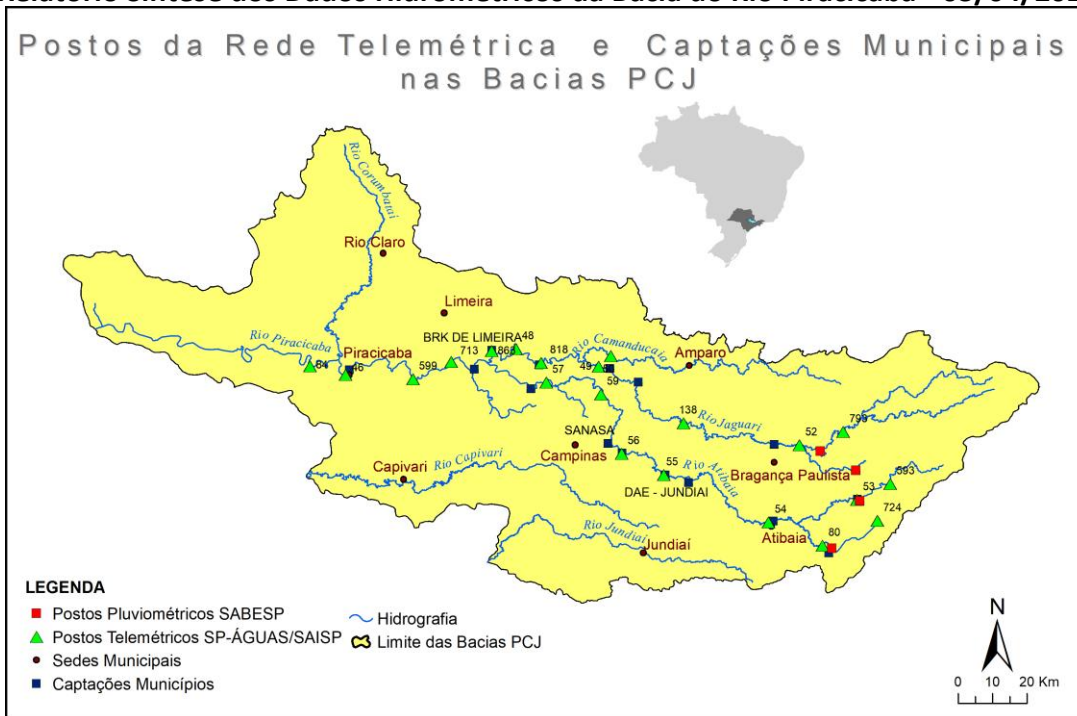 Postos da Rede Telemétrica e Captações Municipais
nas Bacias PCJ
Rio Corumbataí
Rio Claro
Limeira
BRK DE LIMEIRA
48
Rio Camanducaia
Rio Piracicaba
Piracicaba
713
818
Amparo
84
46
599
57
49
59
138
Rio Jaguari
52
793
SANASA
56
Campinas
Rio Capivari
Capivari
55
Rio Atibaia
Bragança Paulista
DAE - JUNDIAI
53
593
54
724
Rio Jundiaí
Jundiaí
Atibaia
80
LEGENDA
Postos Pluviométricos SABESP
Hidrografia
Postos Telemétricos SP-ÁGUAS/SAISP
Limite das Bacias PCJ
Sedes Municipais
Captações Municípios
N
0 10 20 Km